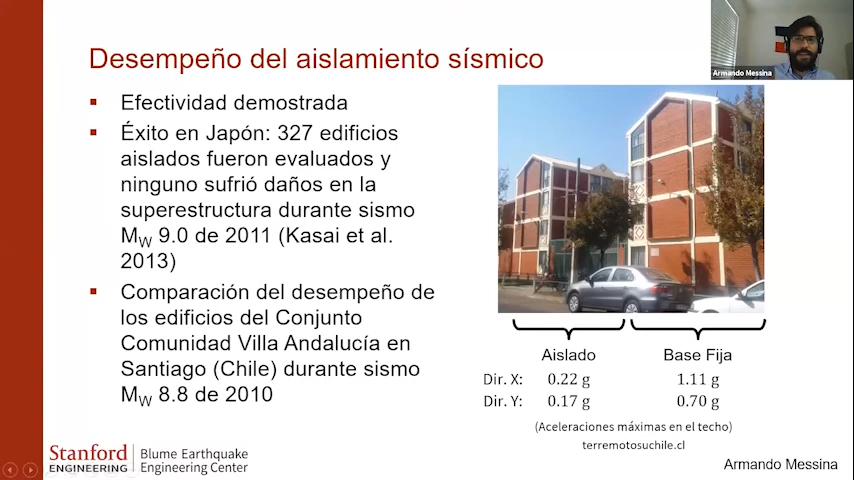 Armando Messina
Desempeño del aislamiento sísmico
▪ Efectividad demostrada
▪ Éxito en Japón: 327 edificios
aislados fueron evaluados y
ninguno sufrió daños en la
superestructura durante sismo
MW 9.0 de 2011 (Kasai et al.
2013)
▪ Comparación del desempeño de
los edificios del Conjunto
Comunidad Villa Andalucía en
Santiago (Chile) durante sismo
MW 8.8 de 2010
Aislado Base Fija
Dir. X: 0.22 g 1.11 g
Dir. Y: 0.17 g 0.70 g
(Aceleraciones máximas en el techo)
terremotosuchile.cl
Stanford
ENGINEERING
Blume Earthquake
Engineering Center
Armando Messina